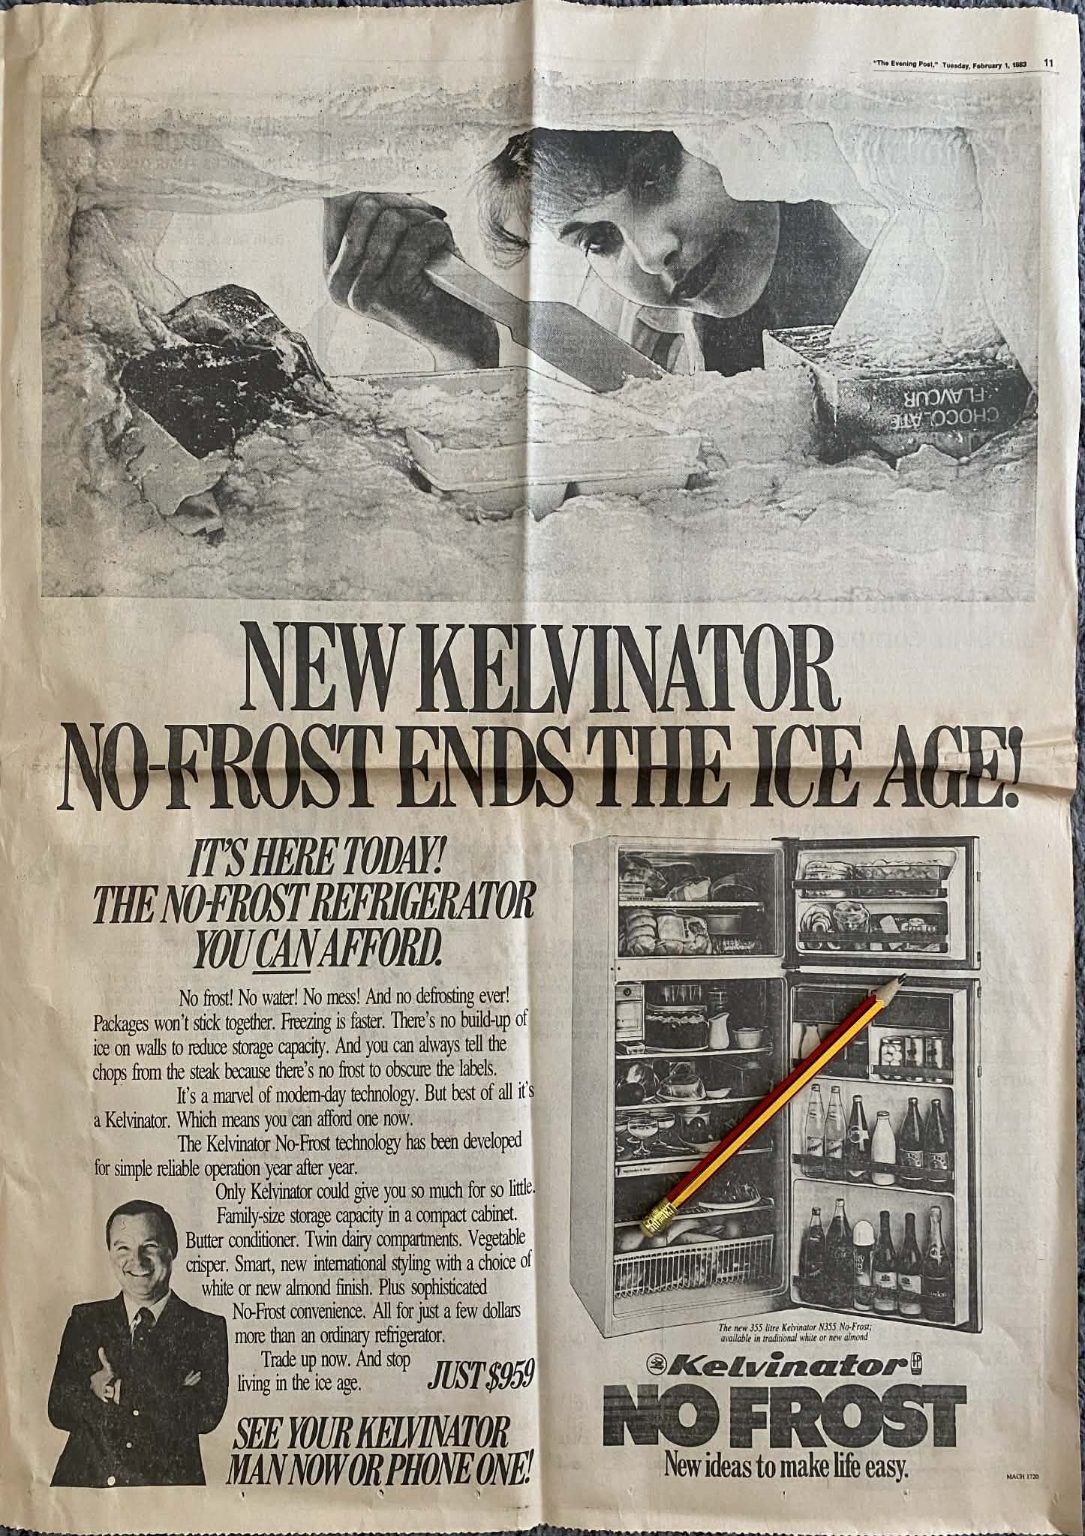 "The Evening Post," Tuesday, February 1, 1983 11
CHOCOLATE
FLAVOUR
NEW KELVINATOR
NO-FROST ENDS THE ICE AGE!
IT'S HERE TODAY!
THE NO-FROST REFRIGERATOR
YOU CAN AFFORD.
No frost! No water! No mess! And no defrosting ever!
Packages won't stick together. Freezing is faster. There's no build-up of
ice on walls to reduce storage capacity. And you can always tell the
chops from the steak because there's no frost to obscure the labels.
It's a marvel of modern-day technology. But best of all it's
a Kelvinator. Which means you can afford one now.
The Kelvinator No-Frost technology has been developed
for simple reliable operation year after year.
Only Kelvinator could give you so much for so little.
Family-size storage capacity in a compact cabinet.
Butter conditioner. Twin dairy compartments. Vegetable
crisper. Smart, new international styling with a choice of
white or new almond finish. Plus sophisticated
No-Frost convenience. All for just a few dollars
more than an ordinary refrigerator.
Trade up now. And stop
living in the ice age.
JUST $959
SEE YOUR KELVINATOR
MAN NOW OR PHONE ONE!
The new 355 litre Kelvinator N355 No-Frost;
available in traditional white or new almond
Kelvinator
NO FROST
New ideas to make life easy.
MACH 1720